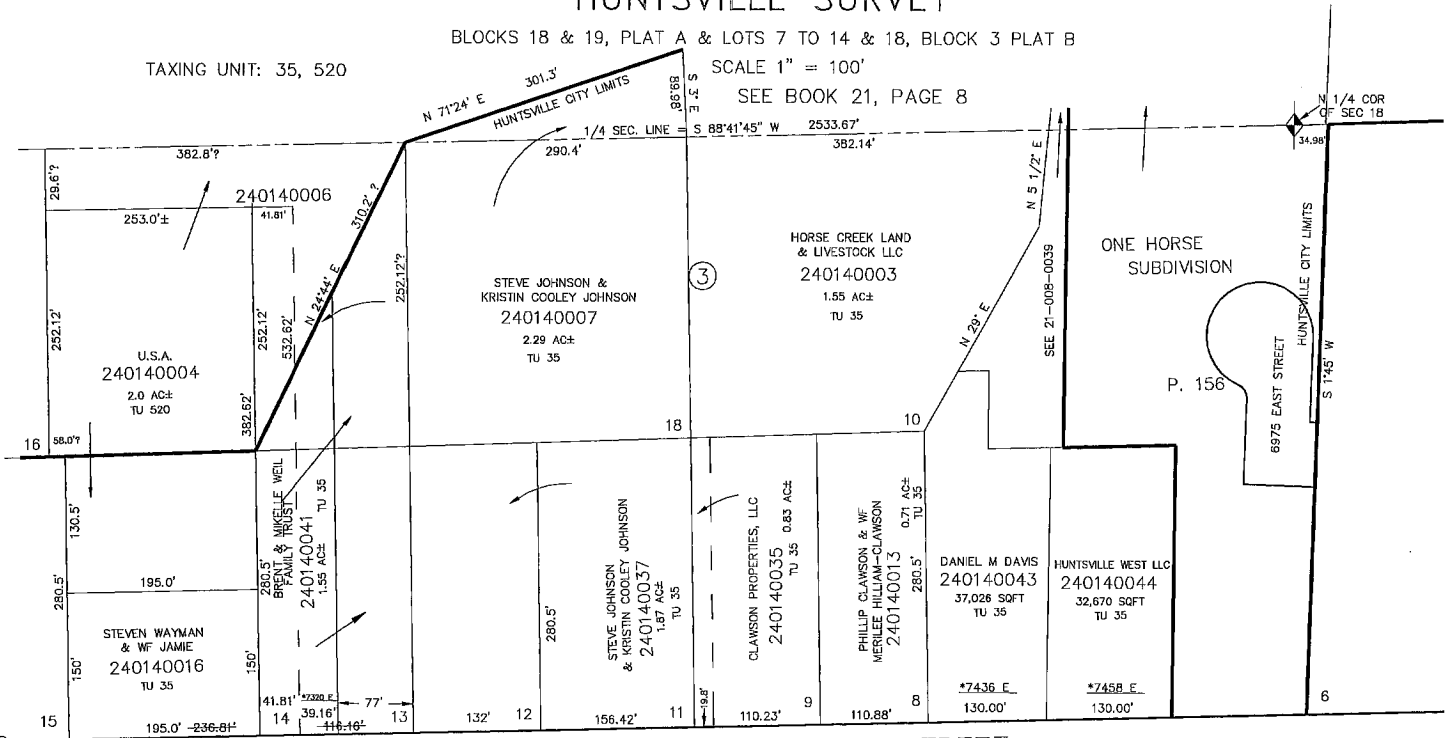 HUNTSVILLE SURVEY
BLOCKS 18 & 19, PLAT A & LOTS 7 TO 14 & 18, BLOCK 3 PLAT B
TAXING UNIT: 35, 520
SCALE 1" = 100'
SEE BOOK 21, PAGE 8
N 71°24' E
301.3'
HUNTSVILLE CITY LIMITS
S 3° E
89.98'
1/4 SEC. LINE = S 88°41'45" W
2533.67'
N 1/4 COR
OF SEC 18
34.98'
382.8'?
290.4'
382.14'
29.6'?
240140006
253.0'±
41.81'
310.2' ?
N 24°44' E
252.12'?
252.12'
252.12'
532.62'
382.62'
U.S.A.
240140004
2.0 AC±
TU 520
STEVE JOHNSON &
KRISTIN COOLEY JOHNSON
240140007
2.29 AC±
TU 35
3
HORSE CREEK LAND
& LIVESTOCK LLC
240140003
1.55 AC±
TU 35
N 5 1/2° E
N 29° E
SEE 21-008-0039
ONE HORSE
SUBDIVISION
P. 156
6975 EAST STREET
HUNTSVILLE CITY LIMITS
S 1°45' W
16
58.0'?
18
10
130.5'
280.5'
195.0'
STEVEN WAYMAN
& WF JAMIE
240140016
TU 35
150'
150'
280.5'
BRENT & MIKELLE WEIL
FAMILY TRUST
240140041
1.55 AC±
TU 35
280.5'
STEVE JOHNSON
& KRISTIN COOLEY JOHNSON
240140037
1.87 AC±
TU 35
CLAWSON PROPERTIES, LLC
240140035
TU 35 0.83 AC±
PHILLIP CLAWSON & WF
MERILEE HILLIAM-CLAWSON
240140013
0.71 AC±
TU 35
280.5'
DANIEL M DAVIS
240140043
37,026 SQFT
TU 35
HUNTSVILLE WEST LLC
240140044
32,670 SQFT
TU 35
15
195.0' 236.81'
41.81'
14
*7320 E
39.16'
116.16'
77'
13
132'
12
156.42'
11
19.8'
110.23'
9
110.88'
8
*7436 E
130.00'
*7458 E
130.00'
6